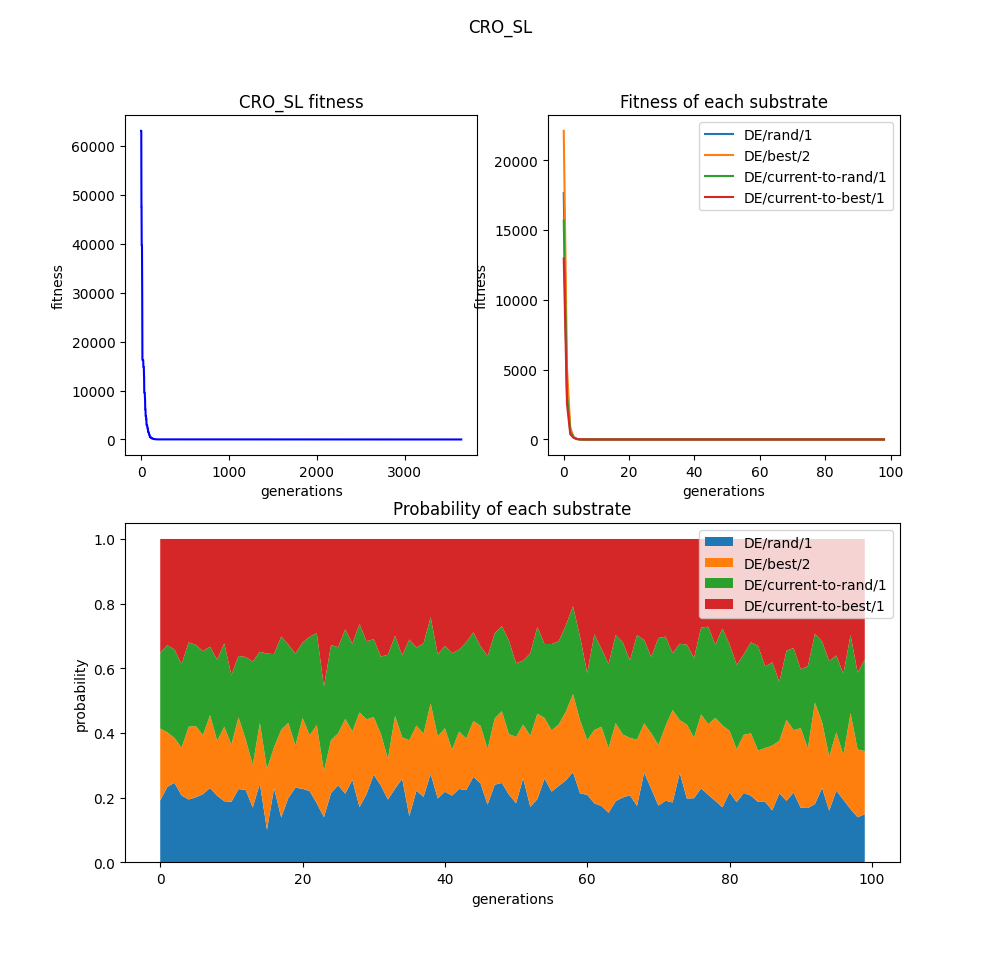 CRO_SL
CRO_SL fitness
fitness
60000
50000
40000
30000
20000
10000
0
0 1000 2000 3000
generations
Fitness of each substrate
fitness
20000
15000
10000
5000
0
DE/rand/1
DE/best/2
DE/current-to-rand/1
DE/current-to-best/1
0 20 40 60 80 100
generations
Probability of each substrate
probability
1.0
0.8
0.6
0.4
0.2
0.0
DE/rand/1
DE/best/2
DE/current-to-rand/1
DE/current-to-best/1
0 20 40 60 80 100
generations